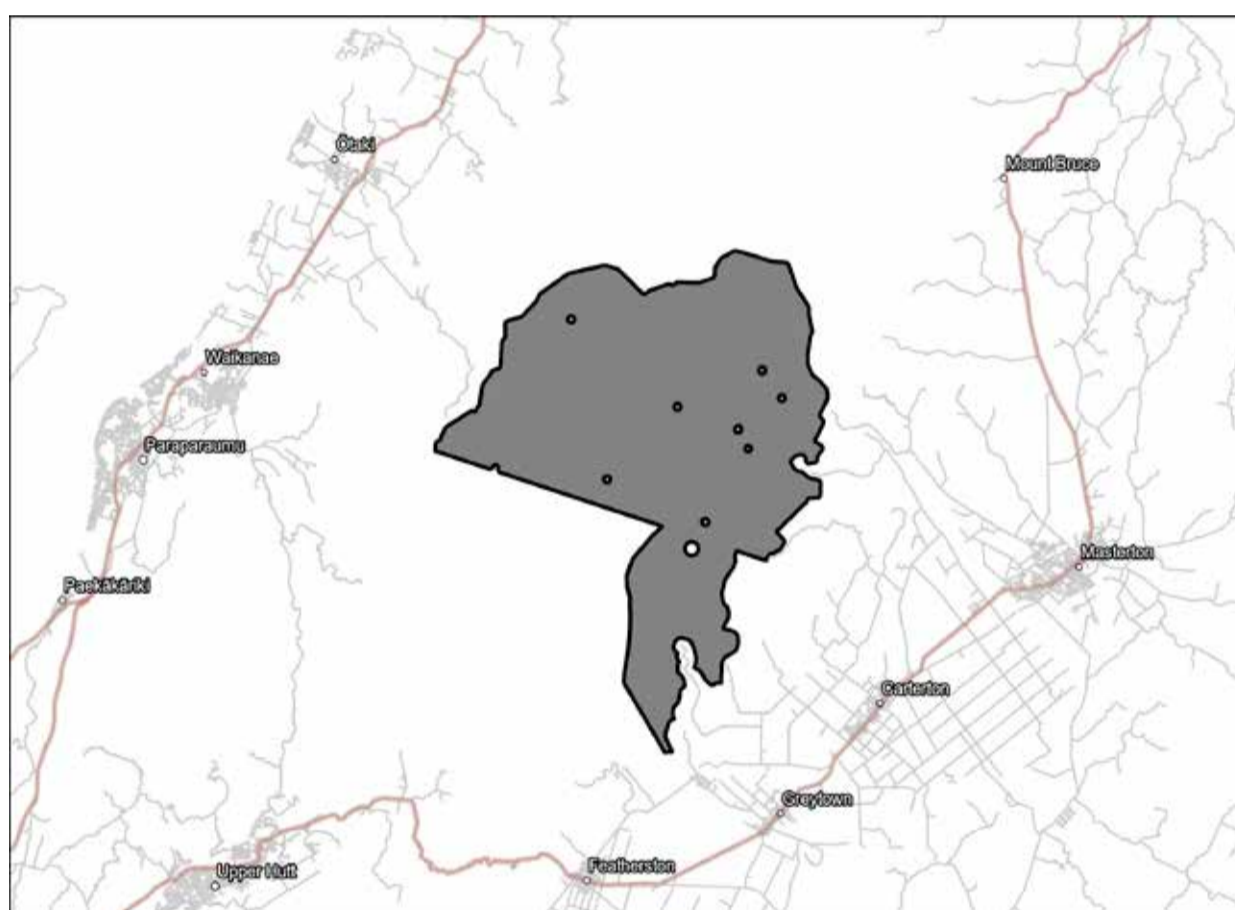 Ōtaki
Mount Bruce
Waikanae
Paraparaumu
Masterton
Paekākāriki
Carterton
Greytown
Featherston
Upper Hutt